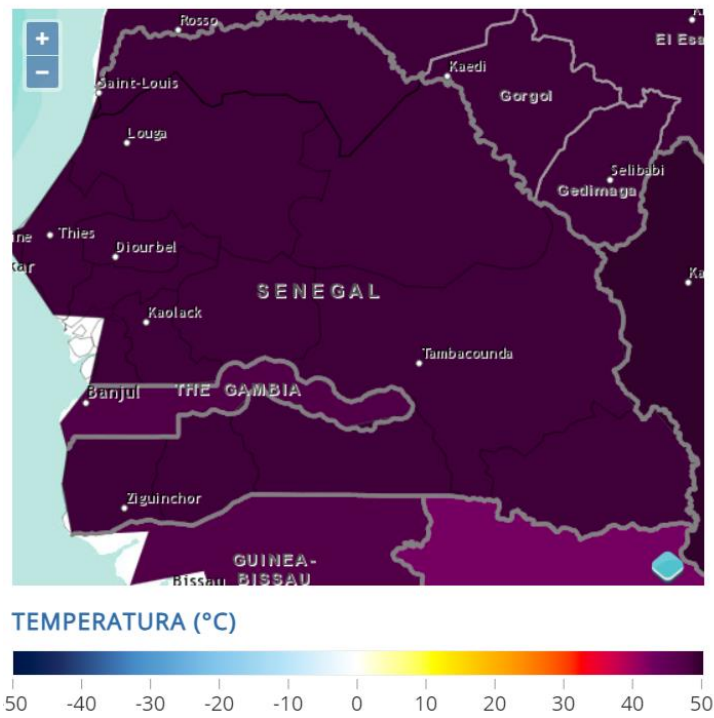 +
−
Rosso
El Esa
Kaedi
Saint-Louis
Gorgol
Louga
Selibabi
Gedimaga
Thies
Diourbel
Ka
SENEGAL
Kaolack
Tambacounda
Banjul
THE GAMBIA
Ziguinchor
GUINEA-
BISSAU
Bissau
TEMPERATURA (°C)
-50 -40 -30 -20 -10 0 10 20 30 40 50